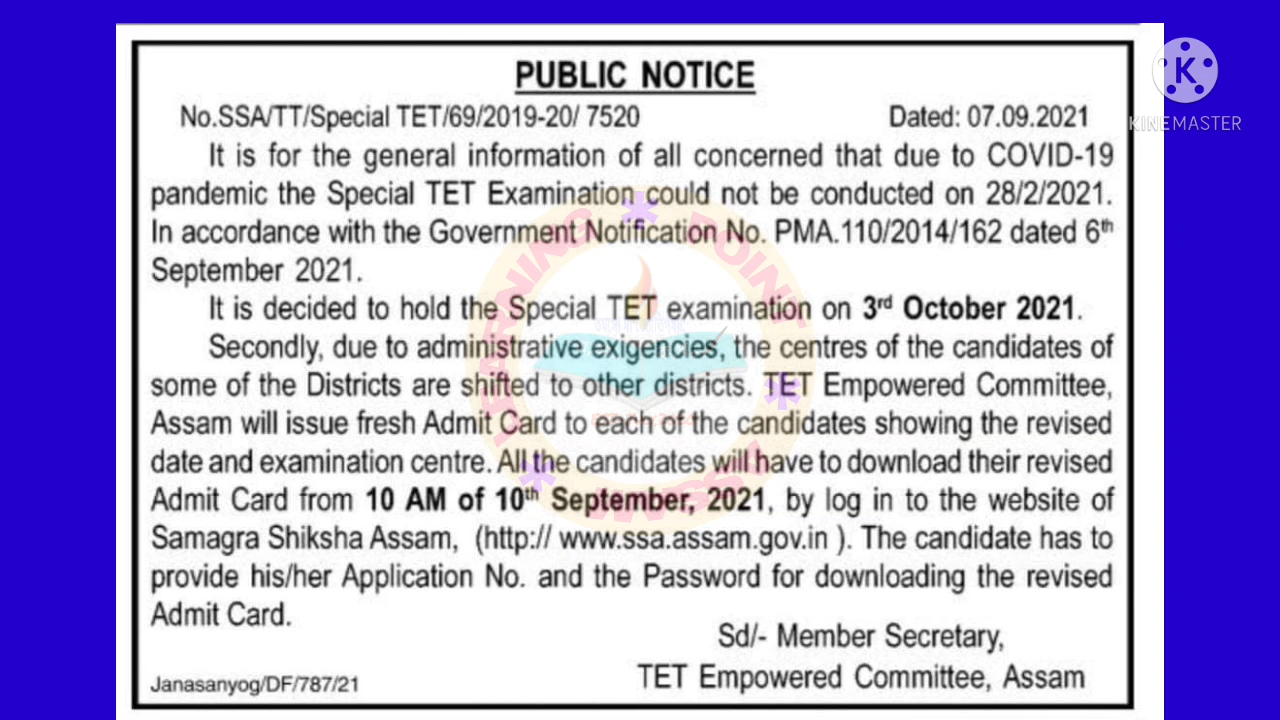 PUBLIC NOTICE
No.SSA/TT/Special TET/69/2019-20/ 7520 Dated: 07.09.2021
It is for the general information of all concerned that due to COVID-19
pandemic the Special TET Examination could not be conducted on 28/2/2021.
In accordance with the Government Notification No. PMA.110/2014/162 dated 6th
September 2021.
It is decided to hold the Special TET examination on 3rd October 2021.
Secondly, due to administrative exigencies, the centres of the candidates of
some of the Districts are shifted to other districts. TET Empowered Committee,
Assam will issue fresh Admit Card to each of the candidates showing the revised
date and examination centre. All the candidates will have to download their revised
Admit Card from 10 AM of 10th September, 2021, by log in to the website of
Samagra Shiksha Assam, (http:// www.ssa.assam.gov.in ). The candidate has to
provide his/her Application No. and the Password for downloading the revised
Admit Card.
Sd/- Member Secretary,
TET Empowered Committee, Assam
Janasanyog/DF/787/21
K
KINEMASTER
LEARNING POINT
ASSAM